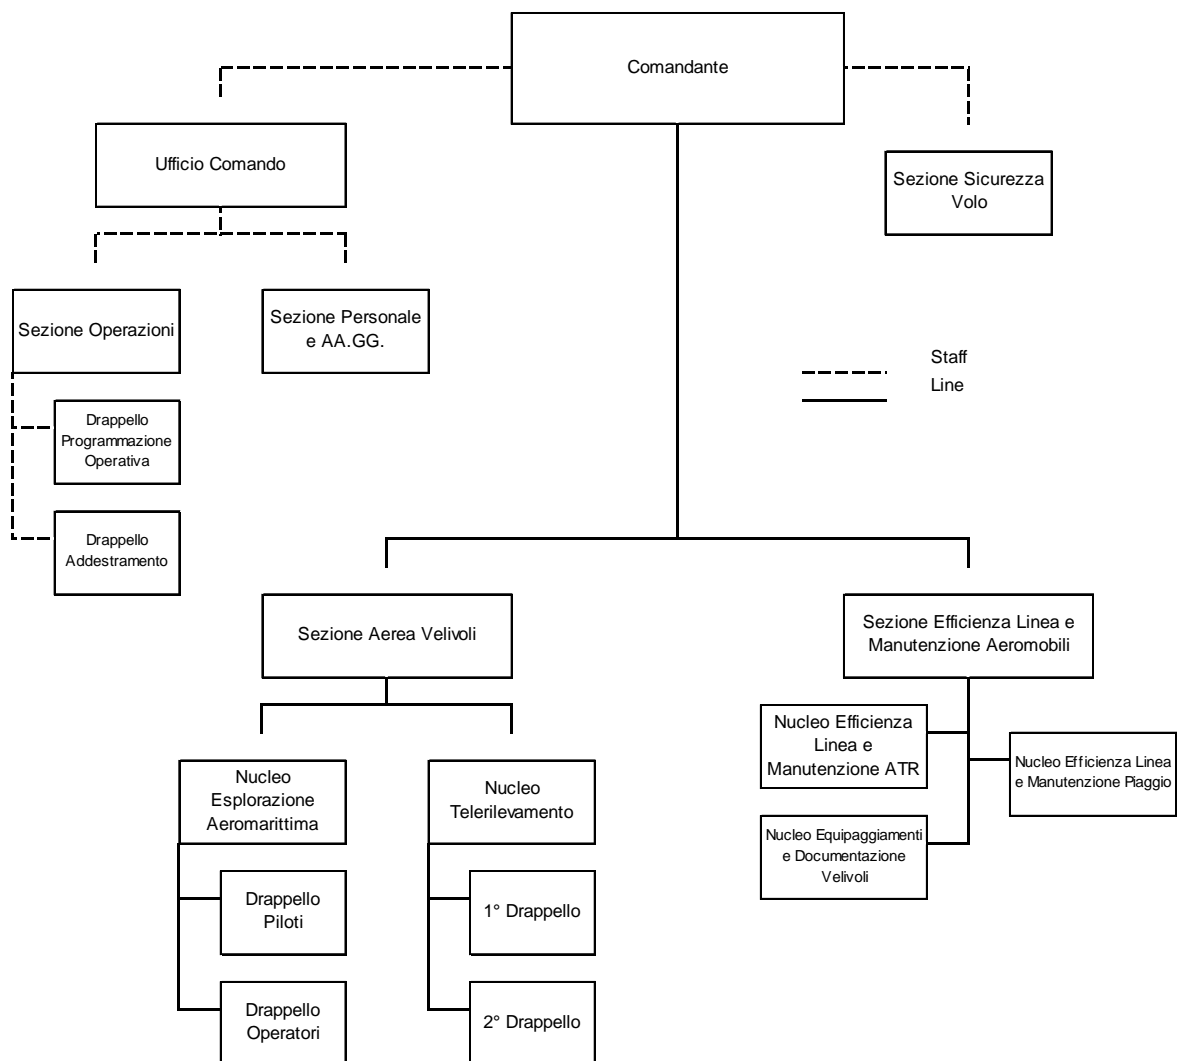 Comandante
Ufficio Comando
Sezione Sicurezza
Volo
Sezione Operazioni
Sezione Personale
e AA.GG.
Staff
Line
Drappello
Programmazione
Operativa
Drappello
Addestramento
Sezione Aerea Velivoli
Sezione Efficienza Linea e
Manutenzione Aeromobili
Nucleo
Esplorazione
Aeromarittima
Nucleo
Telerilevamento
Nucleo Efficienza
Linea e
Manutenzione ATR
Nucleo Efficienza Linea
e Manutenzione Piaggio
Nucleo Equipaggiamenti
e Documentazione
Velivoli
Drappello
Piloti
1° Drappello
Drappello
Operatori
2° Drappello